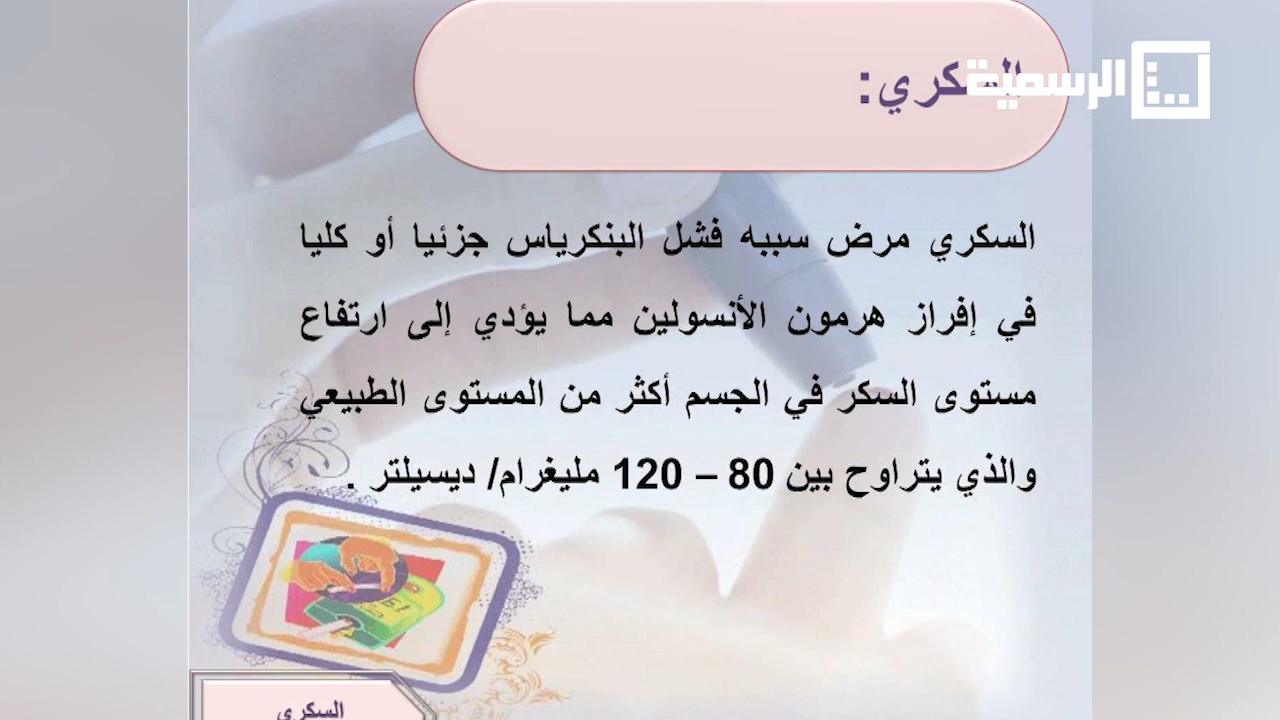 السكري:
الرسمية
السكري مرض سببه فشل البنكرياس جزئيا أو كليا
في إفراز هرمون الأنسولين مما يؤدي إلى ارتفاع
مستوى السكر في الجسم أكثر من المستوى الطبيعي
والذي يتراوح بين 80 – 120 مليغرام/ ديسيلتر .
السكري